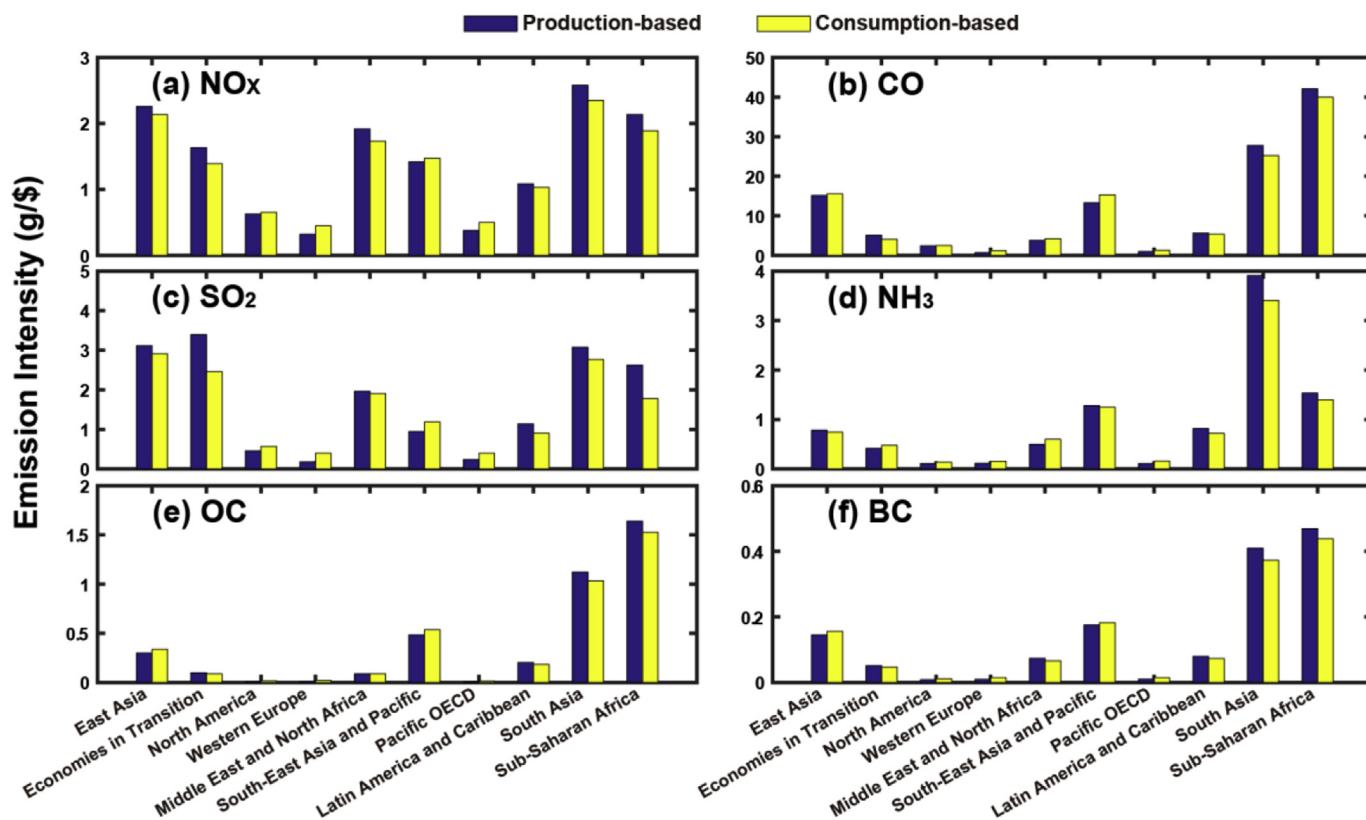 Production-based Consumption-based
Emission Intensity (g/$)
(a) NOx
3
2
1
0
(b) CO
50
40
30
20
10
0
(c) SO2
5
4
3
2
1
0
(d) NH3
4
3
2
1
0
(e) OC
2
1.5
1
0.5
0
(f) BC
0.6
0.4
0.2
0
East Asia
Economies in Transition
North America
Western Europe
Middle East and North Africa
South-East Asia and Pacific
Pacific OECD
Latin America and Caribbean
South Asia
Sub-Saharan Africa
East Asia
Economies in Transition
North America
Western Europe
Middle East and North Africa
South-East Asia and Pacific
Pacific OECD
Latin America and Caribbean
South Asia
Sub-Saharan Africa